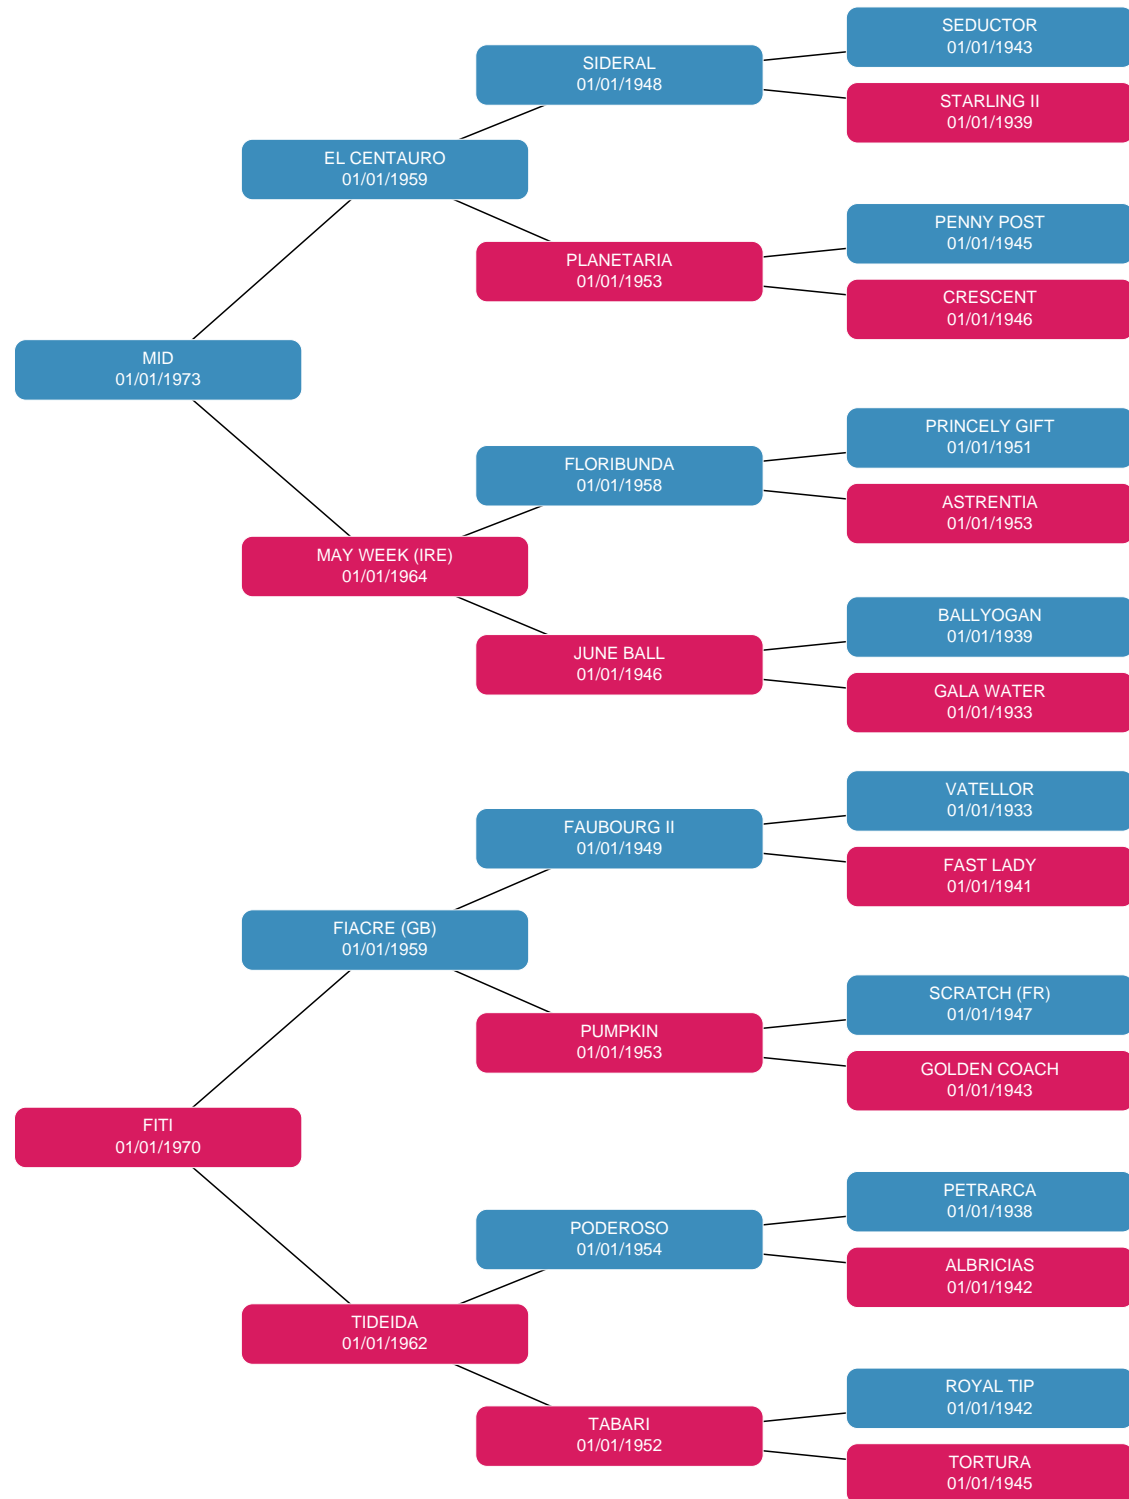 SEDUCTOR
01/01/1943
SIDERAL
01/01/1948
STARLING II
01/01/1939
EL CENTAURO
01/01/1959
PENNY POST
01/01/1945
PLANETARIA
01/01/1953
CRESCENT
01/01/1946
MID
01/01/1973
PRINCELY GIFT
01/01/1951
FLORIBUNDA
01/01/1958
ASTRENTIA
01/01/1953
MAY WEEK (IRE)
01/01/1964
BALLYOGAN
01/01/1939
JUNE BALL
01/01/1946
GALA WATER
01/01/1933
VATELLOR
01/01/1933
FAUBOURG II
01/01/1949
FAST LADY
01/01/1941
FIACRE (GB)
01/01/1959
SCRATCH (FR)
01/01/1947
PUMPKIN
01/01/1953
GOLDEN COACH
01/01/1943
FITI
01/01/1970
PETRARCA
01/01/1938
PODEROSO
01/01/1954
ALBRICIAS
01/01/1942
TIDEIDA
01/01/1962
ROYAL TIP
01/01/1942
TABARI
01/01/1952
TORTURA
01/01/1945